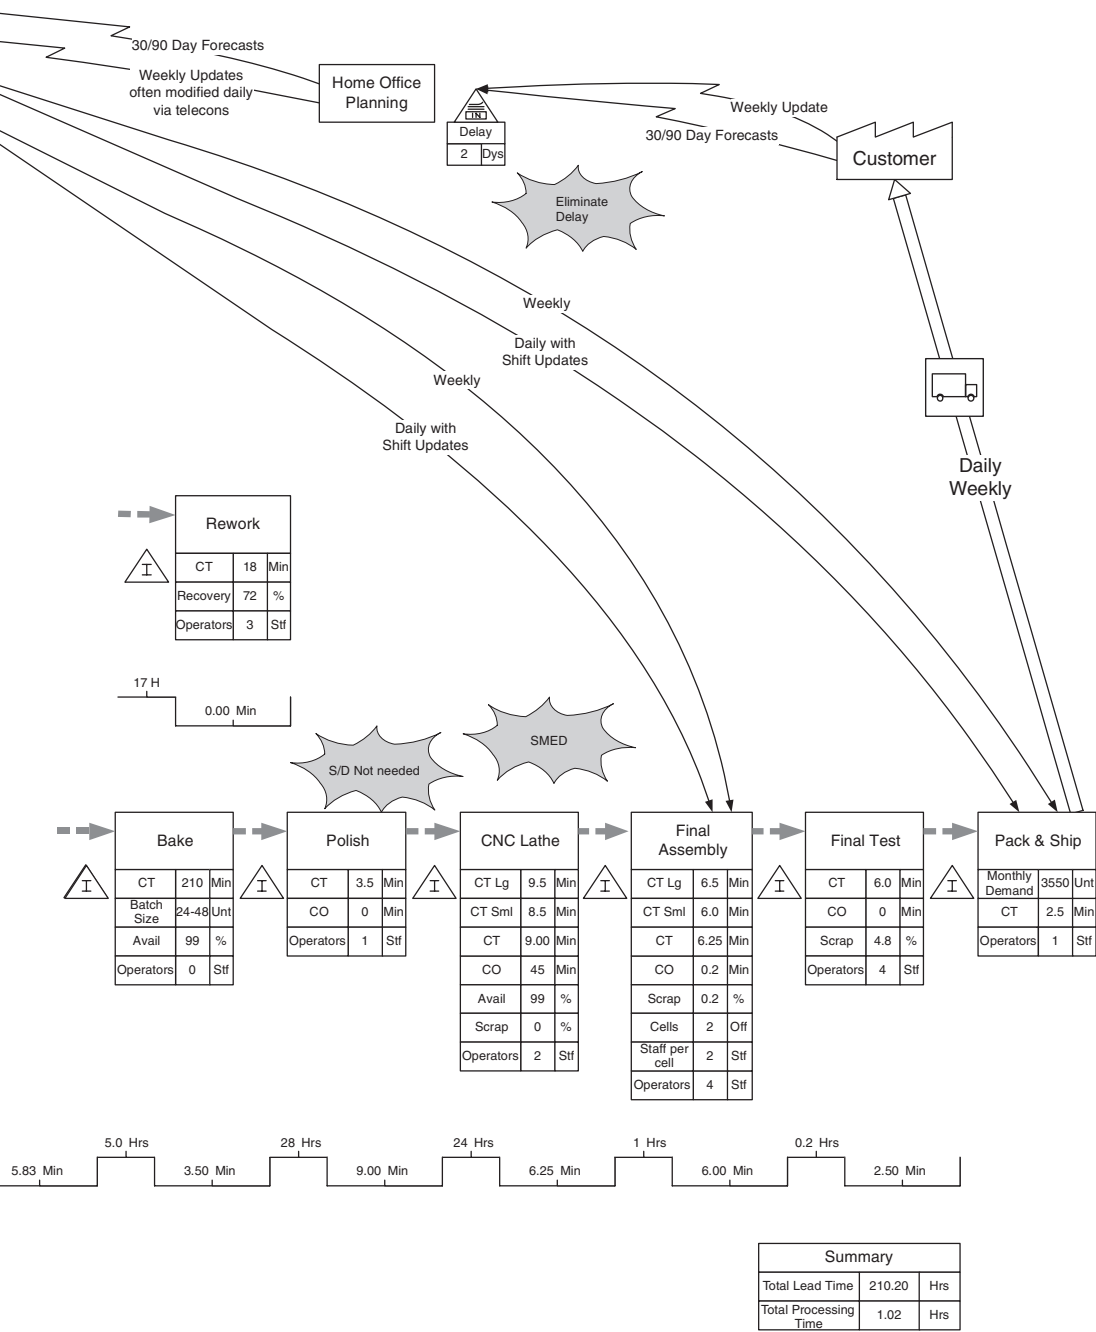 30/90 Day Forecasts
Weekly Updates
often modified daily
via telecons
Home Office
Planning
IN
Delay
2 Dys
Weekly Update
30/90 Day Forecasts
Customer
Eliminate
Delay
Weekly
Daily with
Shift Updates
Weekly
Daily with
Shift Updates
Daily
Weekly
Rework
I
CT 18 Min
Recovery 72 %
Operators 3 Stf
17 H
0.00 Min
S/D Not needed
SMED
Bake
I
CT 210 Min
Batch
Size 24-48 Unt
Avail 99 %
Operators 0 Stf
Polish
I
CT 3.5 Min
CO 0 Min
Operators 1 Stf
CNC Lathe
I
CT Lg 9.5 Min
CT Sml 8.5 Min
CT 9.00 Min
CO 45 Min
Avail 99 %
Scrap 0 %
Operators 2 Stf
Final
Assembly
I
CT Lg 6.5 Min
CT Sml 6.0 Min
CT 6.25 Min
CO 0.2 Min
Scrap 0.2 %
Cells 2 Off
Staff per
cell 2 Stf
Operators 4 Stf
Final Test
I
CT 6.0 Min
CO 0 Min
Scrap 4.8 %
Operators 4 Stf
Pack & Ship
I
Monthly
Demand 3550 Unt
CT 2.5 Min
Operators 1 Stf
5.0 Hrs 28 Hrs 24 Hrs 1 Hrs 0.2 Hrs
5.83 Min 3.50 Min 9.00 Min 6.25 Min 6.00 Min 2.50 Min
Summary
Total Lead Time 210.20 Hrs
Total Processing
Time 1.02 Hrs